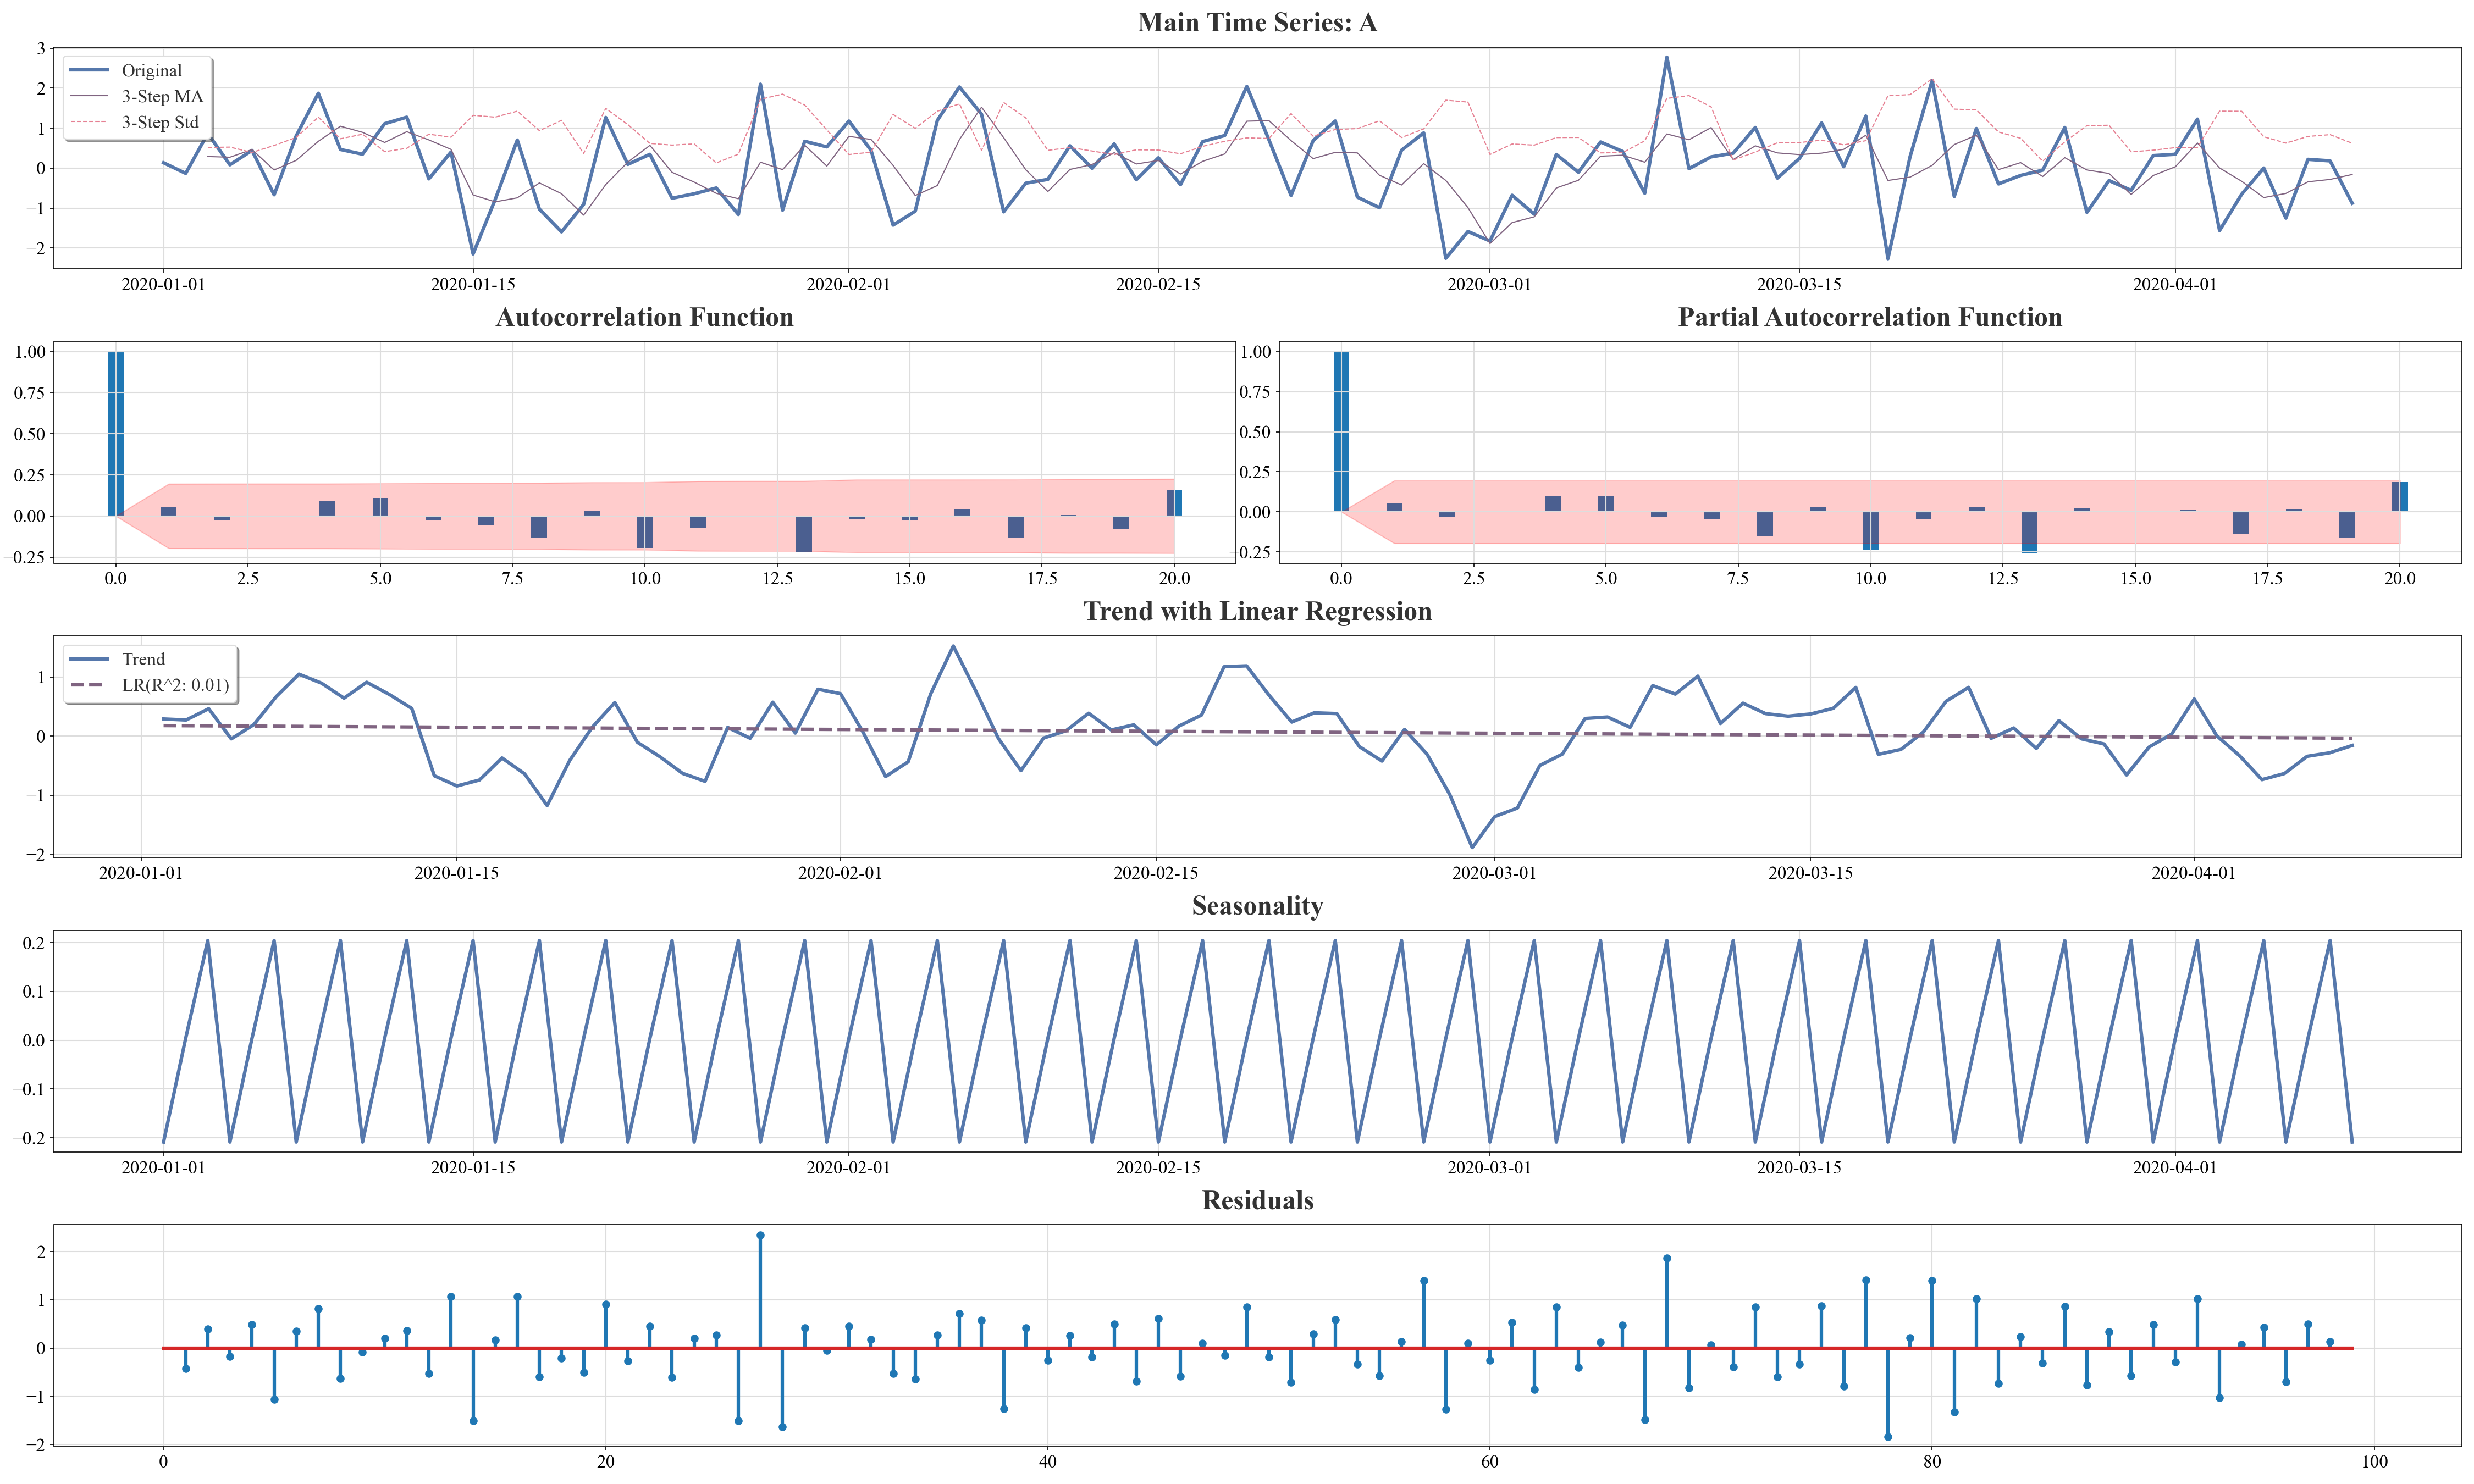 Main Time Series: A
3
2
1
0
−1
−2
Original
3-Step MA
3-Step Std
2020-01-01 2020-01-15 2020-02-01 2020-02-15 2020-03-01 2020-03-15 2020-04-01
Autocorrelation Function
1.00
0.75
0.50
0.25
0.00
−0.25
0.0 2.5 5.0 7.5 10.0 12.5 15.0 17.5 20.0
Partial Autocorrelation Function
1.00
0.75
0.50
0.25
0.00
−0.25
0.0 2.5 5.0 7.5 10.0 12.5 15.0 17.5 20.0
Trend with Linear Regression
1
0
−1
−2
Trend
LR(R^2: 0.01)
2020-01-01 2020-01-15 2020-02-01 2020-02-15 2020-03-01 2020-03-15 2020-04-01
Seasonality
0.2
0.1
0.0
−0.1
−0.2
2020-01-01 2020-01-15 2020-02-01 2020-02-15 2020-03-01 2020-03-15 2020-04-01
Residuals
2
1
0
−1
−2
0 20 40 60 80 100